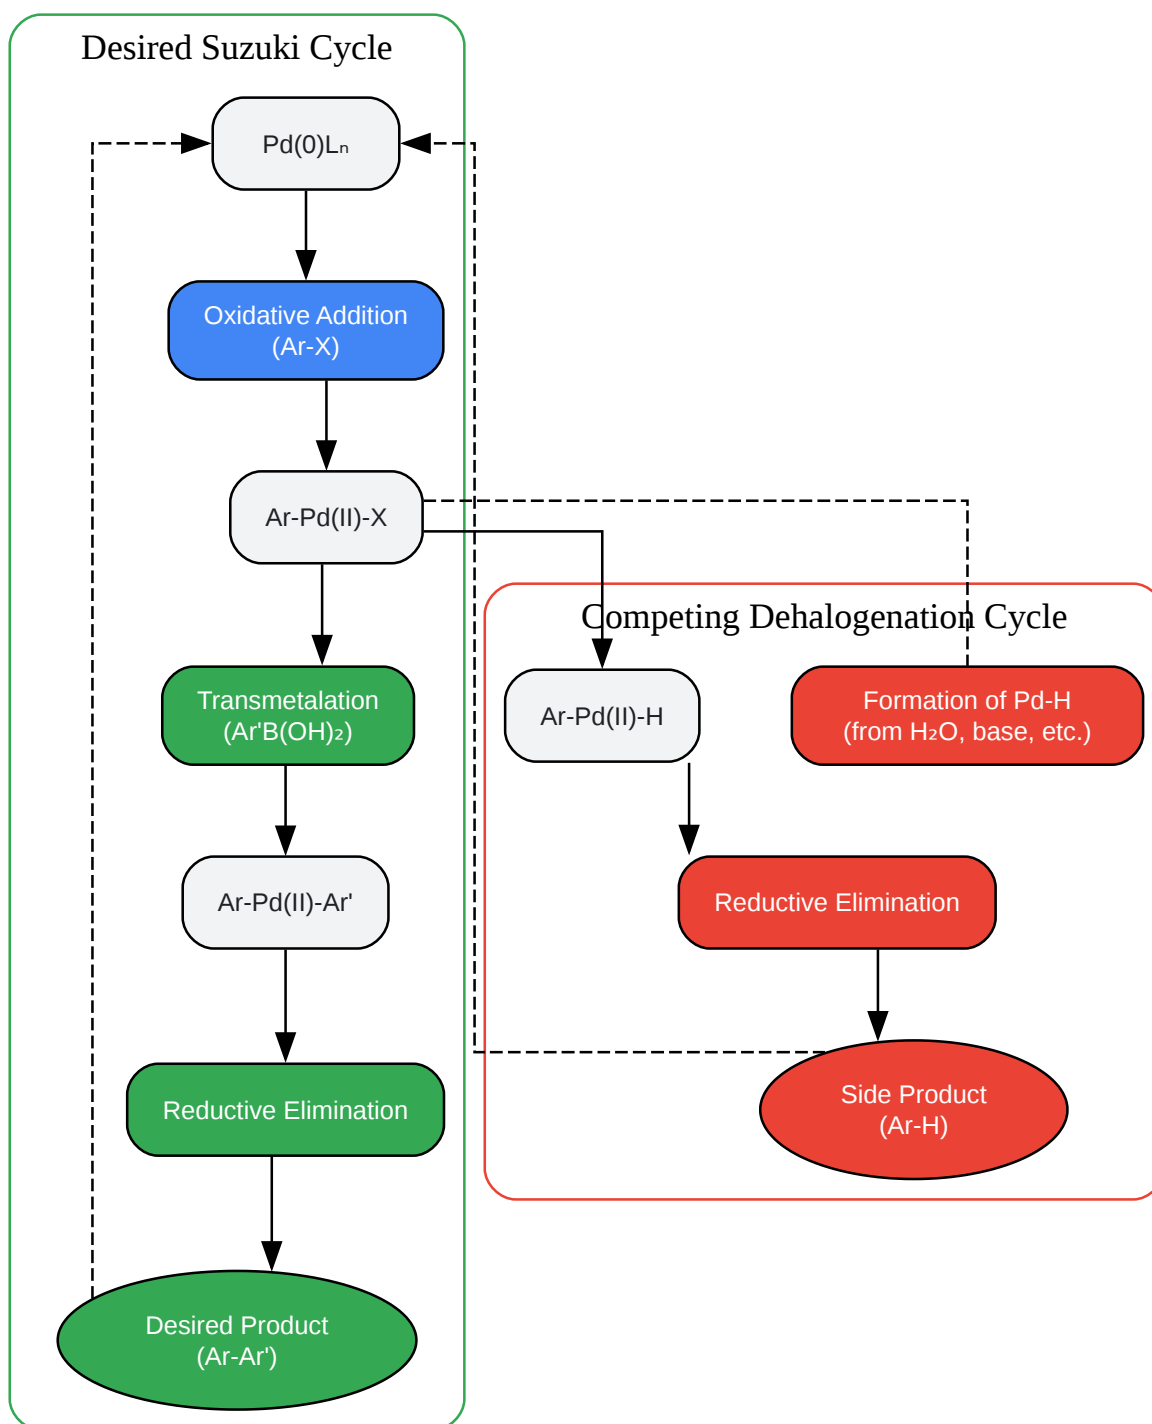 Desired Suzuki Cycle
Pd(0)Lₙ
Oxidative Addition
(Ar-X)
Ar-Pd(II)-X
Transmetalation
(Ar'B(OH)₂)
Ar-Pd(II)-Ar'
Reductive Elimination
Desired Product
(Ar-Ar')
Competing Dehalogenation Cycle
Ar-Pd(II)-H
Formation of Pd-H
(from H₂O, base, etc.)
Reductive Elimination
Side Product
(Ar-H)